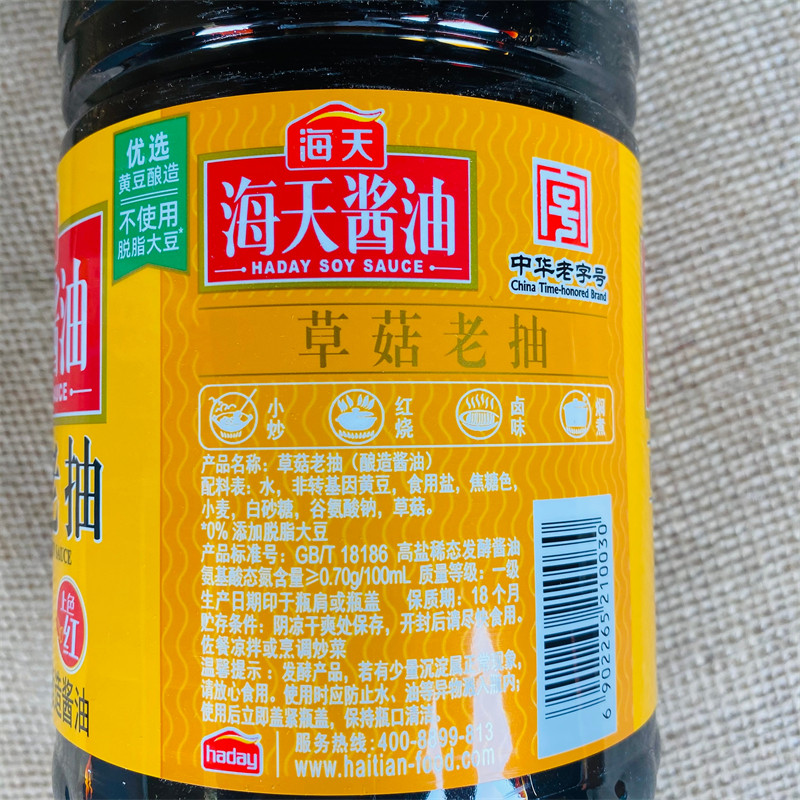 优选
黄豆酿造
不使用
脱脂大豆*
海天
海天酱油
HADAY SOY SAUCE
中华老字号
China Time-honored Brand
草菇老抽
小炒
红烧
卤味
焖煮
产品名称：草菇老抽（酿造酱油）
配料表：水，非转基因黄豆，食用盐，焦糖色，
小麦，白砂糖，谷氨酸钠，草菇。
*0% 添加脱脂大豆
产品标准号：GB/T 18186 高盐稀态发酵酱油
氨基酸态氮含量≥0.70g/100mL 质量等级：一级
生产日期印于瓶肩或瓶盖 保质期：18个月
贮存条件：阴凉干爽处保存，开封后请尽快食用。
佐餐凉拌或烹调炒菜
温馨提示：发酵产品，若有少量沉淀属正常现象，
请放心食用。使用时应防止水、油等异物混入瓶内；
使用后立即盖紧瓶盖，保持瓶口清洁。
haday
服务热线：400-8899-813
www.haitian-food.com
6 902265 210030
油
抽
上色
红
酱油